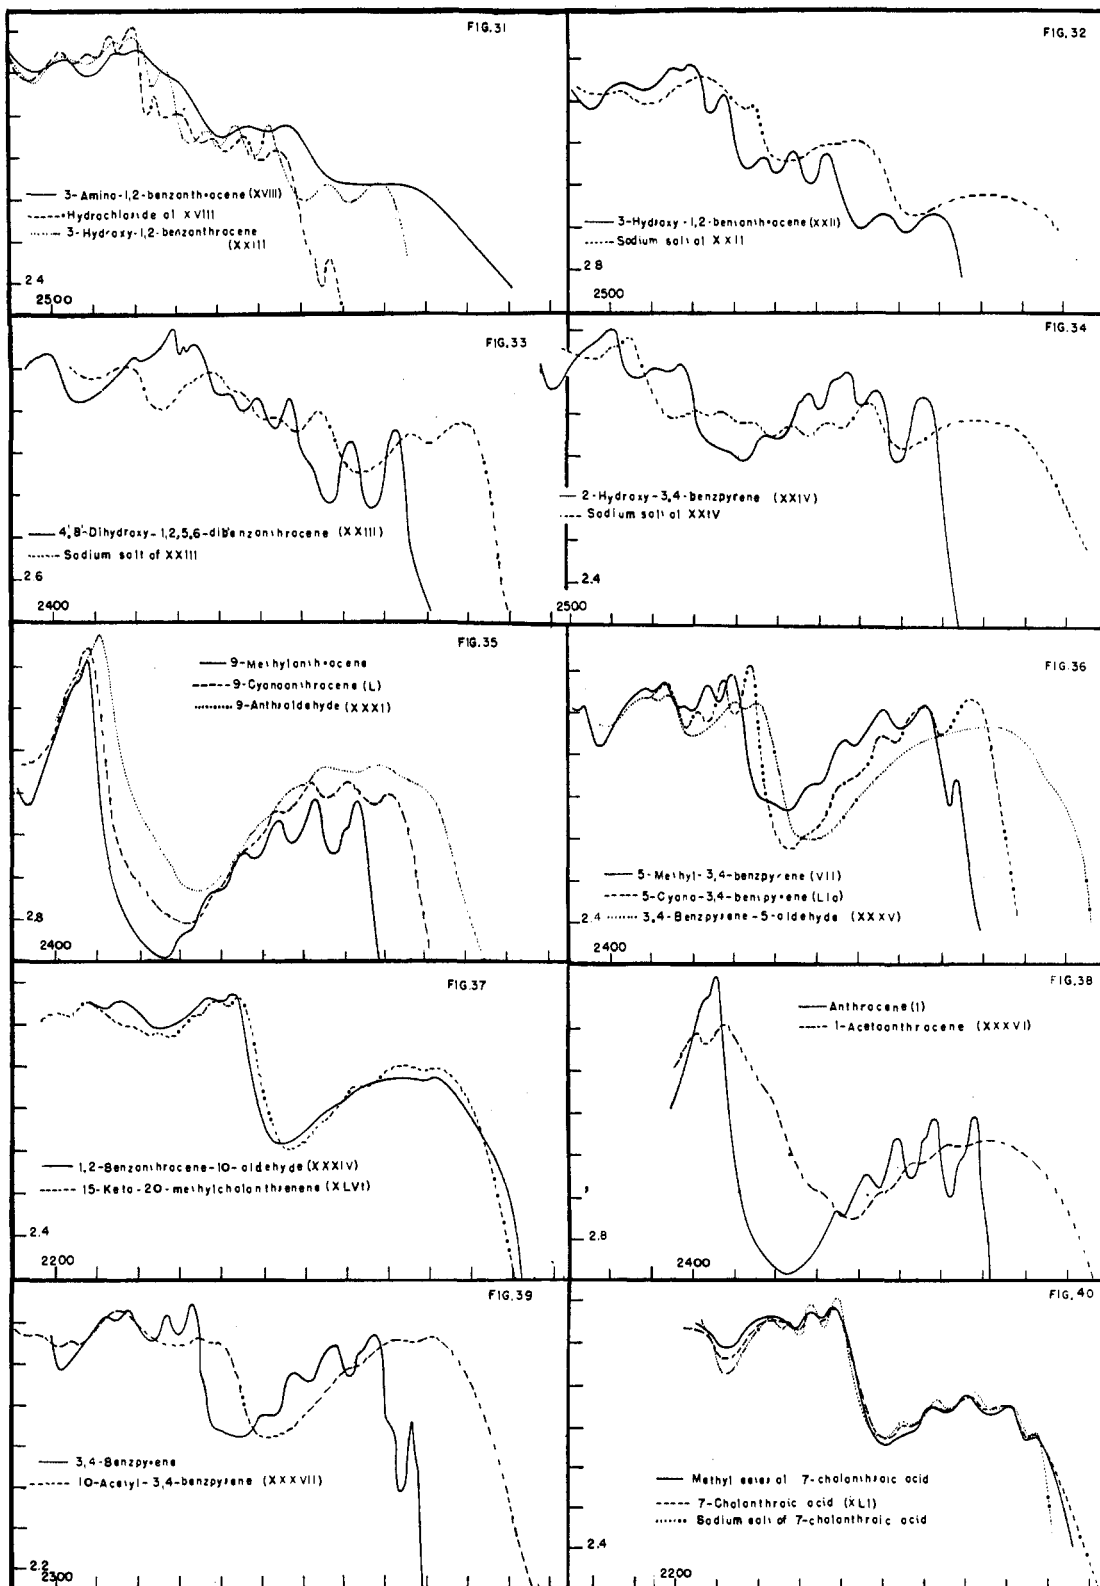 FIG.31
3-Amino-1,2-benzanthracene (XVIII)
Hydrochloride of XVIII
3-Hydroxy-1,2-benzanthracene
(XXIII
2.4
2500
FIG.32
3-Hydroxy-1,2-benzanthracene (XXII)
Sodium salt of XXII
2.8
2500
FIG.33
4',8'-Dihydroxy-1,2,5,6-dibenzanthracene (XXIII)
Sodium salt of XXIII
2.6
2400
FIG.34
2-Hydroxy-3,4-benzpyrene (XXIV)
Sodium salt of XXIV
2.4
2500
FIG.35
9-Methylanthracene
9-Cyanoanthracene (L)
9-Anthraldehyde (XXXI)
2.8
2400
FIG.36
5-Methyl-3,4-benzpyrene (VII)
5-Cyano-3,4-benzpyrene (LIa)
3,4-Benzpyrene-5-aldehyde (XXXV)
2.4
2400
FIG.37
1,2-Benzanthracene-10-aldehyde (XXXIV)
15-Keto-20-methylcholanthrenene (XLVI)
2.4
2200
FIG.38
Anthracene (I)
1-Acetoanthracene (XXXVI)
2.8
2400
FIG.39
3,4-Benzpyrene
10-Acetyl-3,4-benzpyrene (XXXVII)
2.2
2300
FIG.40
Methyl ester of 7-cholanthroic acid
7-Cholanthroic acid (XLI)
Sodium salt of 7-cholanthroic acid
2.4
2200